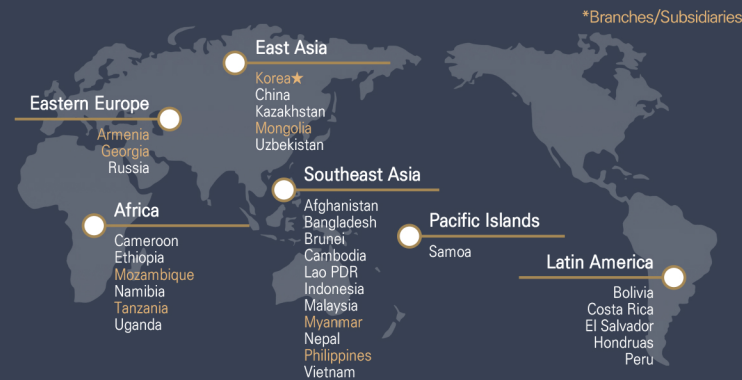 *Branches/Subsidiaries
East Asia
Korea★
China
Kazakhstan
Mongolia
Uzbekistan
Eastern Europe
Armenia
Georgia
Russia
Southeast Asia
Afghanistan
Bangladesh
Brunei
Cambodia
Lao PDR
Indonesia
Malaysia
Myanmar
Nepal
Philippines
Vietnam
Africa
Cameroon
Ethiopia
Mozambique
Namibia
Tanzania
Uganda
Pacific Islands
Samoa
Latin America
Bolivia
Costa Rica
El Salvador
Hondruas
Peru